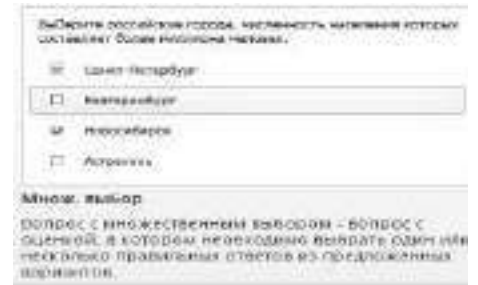 Выберите российские города, численность населения которых
составляет более миллиона человек.
Санкт-Петербург
Екатеринбург
Новосибирск
Астрахань
Множ. выбор
Вопрос с множественным выбором - вопрос с
оценкой, в котором необходимо выбрать один или
несколько правильных ответов из предложенных
вариантов.